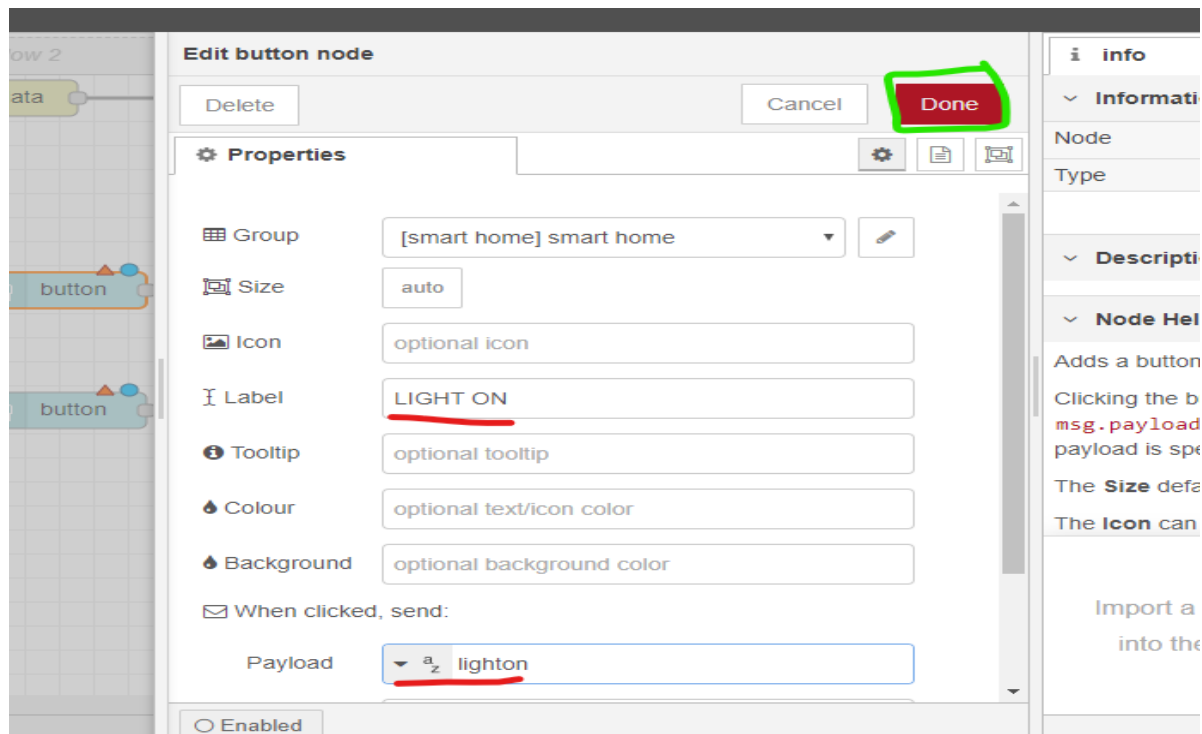 Edit button node
Delete
Cancel
Done
Properties
Group
[smart home] smart home
Size
auto
Icon
optional icon
Label
LIGHT ON
Tooltip
optional tooltip
Colour
optional text/icon color
Background
optional background color
When clicked, send:
Payload
a z lighton
Enabled
ow 2
ata
button
button
i info
Informati
Node
Type
Descripti
Node Hel
Adds a button
Clicking the b
msg.payload
payload is spe
The Size defa
The Icon can
Import a
into the